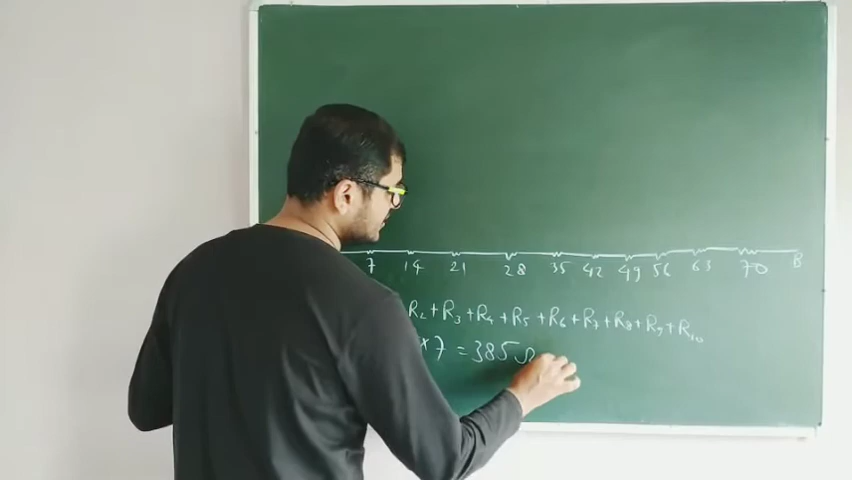 7 14 21 28 35 42 49 56 63 70 B
R₂ + R₃ + R₄ + R₅ + R₆ + R₇ + R₈ + R₉ + R₁₀
× 7 = 385 Ω